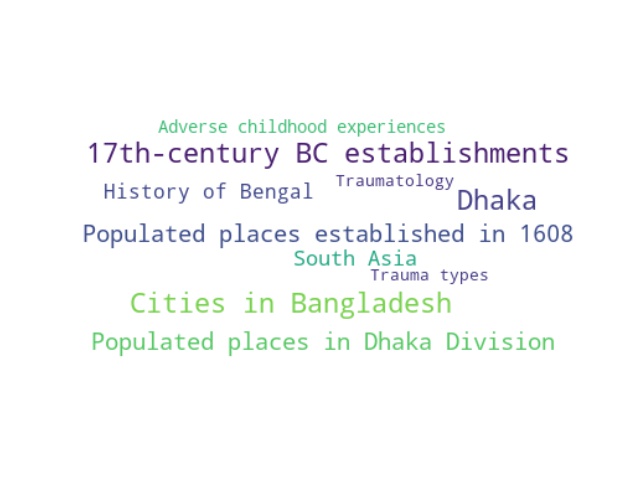 Adverse childhood experiences
17th-century BC establishments
Traumatology
History of Bengal
Dhaka
Populated places established in 1608
South Asia
Trauma types
Cities in Bangladesh
Populated places in Dhaka Division